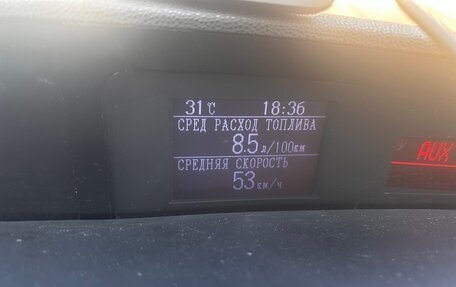 31℃ 18:36
СРЕД РАСХОД ТОПЛИВА
8.5 л/100км
СРЕДНЯЯ СКОРОСТЬ
53 км/ч
AUX